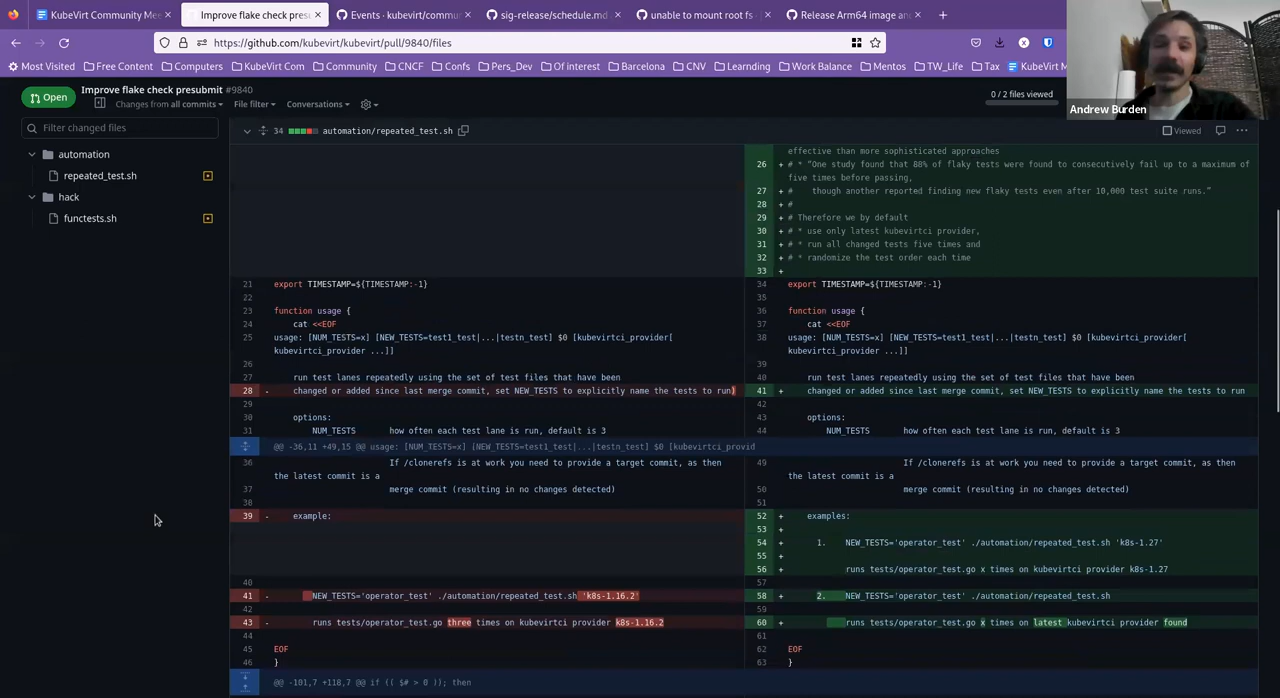 KubeVirt Community Mee
Improve flake check presu
Events · kubevirt/commu
sig-release/schedule.md
unable to mount root fs
Release Arm64 image an
https://github.com/kubevirt/kubevirt/pull/9840/files
Most Visited
Free Content
Computers
KubeVirt Com
Community
CNCF
Confs
Pers_Dev
Of interest
Barcelona
CNV
Learnding
Work Balance
Mentos
TW_Life
Tax
KubeVirt M
Andrew Burden
Open
Improve flake check presubmit #9840
Changes from all commits
File filter
Conversations
0 / 2 files viewed
Filter changed files
automation
repeated_test.sh
hack
functests.sh
34 automation/repeated_test.sh
Viewed
effective than more sophisticated approaches
26 + # * "One study found that 88% of flaky tests were found to consecutively fail up to a maximum of
five times before passing,
27 + #     though another reported finding new flaky tests even after 10,000 test suite runs."
28 + #
29 + # Therefore we by default
30 + # * use only latest kubevirtci provider,
31 + # * run all changed tests five times and
32 + # * randomize the test order each time
33 +
21 export TIMESTAMP=${TIMESTAMP:-1}
22
23 function usage {
24 cat <<EOF
25 usage: [NUM_TESTS=x] [NEW_TESTS=test1_test|...|testn_test] $0 [kubevirtci_provider[
kubevirtci_provider ...]]
26
27 run test lanes repeatedly using the set of test files that have been
28 - changed or added since last merge commit, set NEW_TESTS to explicitly name the tests to run)
29
30 options:
31 NUM_TESTS how often each test lane is run, default is 3
34 export TIMESTAMP=${TIMESTAMP:-1}
35
36 function usage {
37 cat <<EOF
38 usage: [NUM_TESTS=x] [NEW_TESTS=test1_test|...|testn_test] $0 [kubevirtci_provider[
kubevirtci_provider ...]]
39
40 run test lanes repeatedly using the set of test files that have been
41 + changed or added since last merge commit, set NEW_TESTS to explicitly name the tests to run
42
43 options:
44 NUM_TESTS how often each test lane is run, default is 3
@@ -36,11 +49,15 @@ usage: [NUM_TESTS=x] [NEW_TESTS=test1_test|...|testn_test] $0 [kubevirtci_provid
36 If /clonerefs is at work you need to provide a target commit, as then
the latest commit is a
37 merge commit (resulting in no changes detected)
38
39 - example:
40
41 - NEW_TESTS='operator_test' ./automation/repeated_test.sh 'k8s-1.16.2'
42
43 - runs tests/operator_test.go three times on kubevirtci provider k8s-1.16.2
44
45 EOF
46 }
49 If /clonerefs is at work you need to provide a target commit, as then
the latest commit is a
50 merge commit (resulting in no changes detected)
51
52 + examples:
53 +
54 + 1. NEW_TESTS='operator_test' ./automation/repeated_test.sh 'k8s-1.27'
55 +
56 + runs tests/operator_test.go x times on kubevirtci provider k8s-1.27
57
58 + 2. NEW_TESTS='operator_test' ./automation/repeated_test.sh
59
60 + runs tests/operator_test.go x times on latest kubevirtci provider found
61
62 EOF
63 }
@@ -101,7 +118,7 @@ if (( $# > 0 )); then